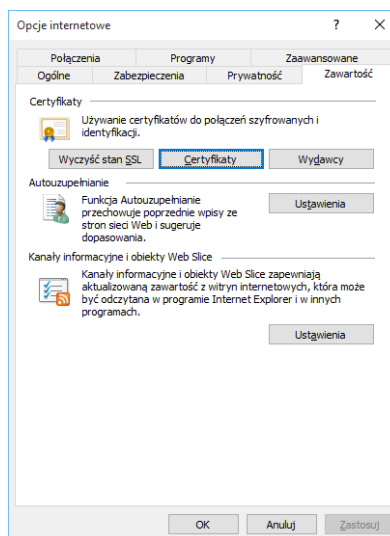 Opcje internetowe
Połączenia Programy Zaawansowane
Ogólne Zabezpieczenia Prywatność Zawartość
Certyfikaty
Używanie certyfikatów do połączeń szyfrowanych i
identyfikacji.
Wyczyść stan SSL Certyfikaty Wydawcy
Autouzupełnianie
Funkcja Autouzupełnianie
przechowuje poprzednie wpisy ze
stron sieci Web i sugeruje
dopasowania.
Ustawienia
Kanały informacyjne i obiekty Web Slice
Kanały informacyjne i obiekty Web Slice zapewniają
aktualizowaną zawartość z witryn internetowych, która może
być odczytana w programie Internet Explorer i w innych
programach.
Ustawienia
OK Anuluj Zastosuj